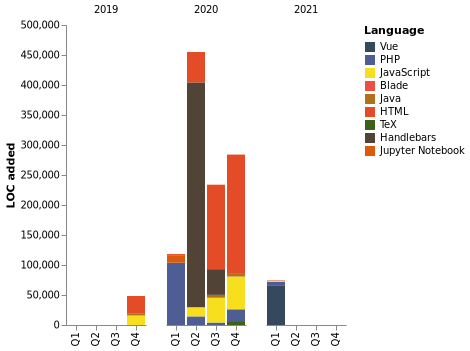 2019 2020 2021
500,000
450,000
400,000
350,000
300,000
250,000
200,000
150,000
100,000
50,000
0
LOC added
Q1 Q2 Q3 Q4 Q1 Q2 Q3 Q4 Q1 Q2 Q3 Q4
Language
Vue
PHP
JavaScript
Blade
Java
HTML
TeX
Handlebars
Jupyter Notebook